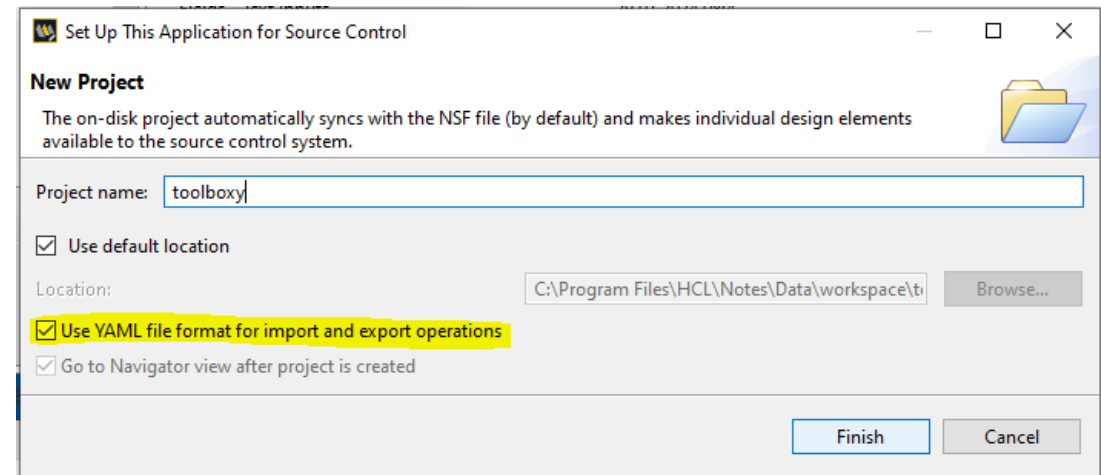 Set Up This Application for Source Control
New Project
The on-disk project automatically syncs with the NSF file (by default) and makes individual design elements
available to the source control system.
Project name: toolboxy
Use default location
Location: C:\Program Files\HCL\Notes\Data\workspace\t Browse...
Use YAML file format for import and export operations
Go to Navigator view after project is created
Finish Cancel